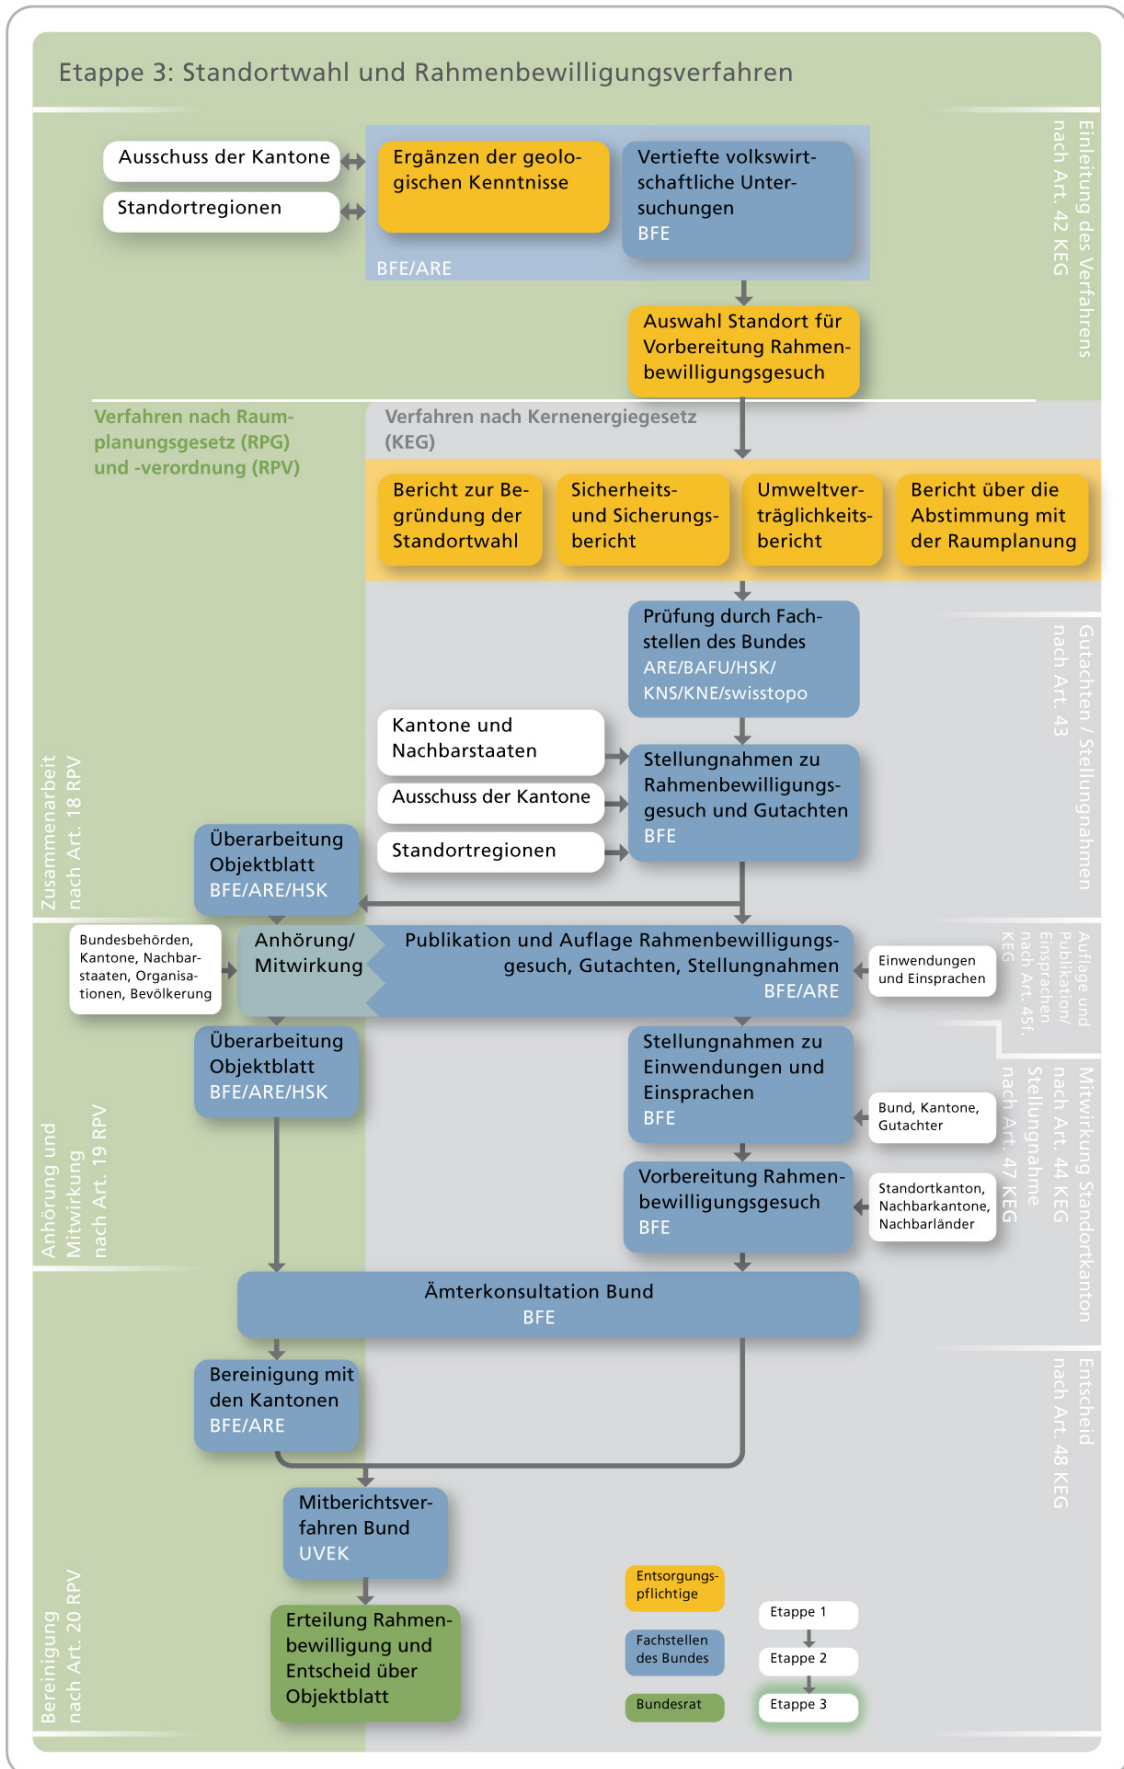 Etappe 3: Standortwahl und Rahmenbewilligungsverfahren
Einleitung des Verfahrens
nach Art. 42 KEG
Ausschuss der Kantone
Standortregionen
Ergänzen der geolo-
gischen Kenntnisse
Vertiefte volkswirt-
schaftliche Unter-
suchungen
BFE
BFE/ARE
Auswahl Standort für
Vorbereitung Rahmen-
bewilligungsgesuch
Verfahren nach Raum-
planungsgesetz (RPG)
und -verordnung (RPV)
Verfahren nach Kernenergiegesetz
(KEG)
Bericht zur Be-
gründung der
Standortwahl
Sicherheits-
und Sicherungs-
bericht
Umweltver-
träglichkeits-
bericht
Bericht über die
Abstimmung mit
der Raumplanung
Prüfung durch Fach-
stellen des Bundes
ARE/BAFU/HSK/
KNS/KNE/swisstopo
Gutachten / Stellungnahmen
nach Art. 43
Kantone und
Nachbarstaaten
Ausschuss der Kantone
Standortregionen
Stellungnahmen zu
Rahmenbewilligungs-
gesuch und Gutachten
BFE
Zusammenarbeit
nach Art. 18 RPV
Überarbeitung
Objektblatt
BFE/ARE/HSK
Bundesbehörden,
Kantone, Nachbar-
staaten, Organisa-
tionen, Bevölkerung
Anhörung/
Mitwirkung
Publikation und Auflage Rahmenbewilligungs-
gesuch, Gutachten, Stellungnahmen
BFE/ARE
Einwendungen
und Einsprachen
Auflage und
Publikation/
Einsprachen
nach Art. 45f.
KEG
Überarbeitung
Objektblatt
BFE/ARE/HSK
Stellungnahmen zu
Einwendungen und
Einsprachen
BFE
Bund, Kantone,
Gutachter
Mitwirkung Standortkanton
nach Art. 44 KEG
Stellungnahme
nach Art. 47 KEG
Anhörung und
Mitwirkung
nach Art. 19 RPV
Vorbereitung Rahmen-
bewilligungsgesuch
BFE
Standortkanton,
Nachbarkantone,
Nachbarländer
Ämterkonsultation Bund
BFE
Bereinigung mit
den Kantonen
BFE/ARE
Entscheid
nach Art. 48 KEG
Mitberichtsver-
fahren Bund
UVEK
Bereinigung
nach Art. 20 RPV
Erteilung Rahmen-
bewilligung und
Entscheid über
Objektblatt
Entsorgungs-
pflichtige
Fachstellen
des Bundes
Bundesrat
Etappe 1
Etappe 2
Etappe 3